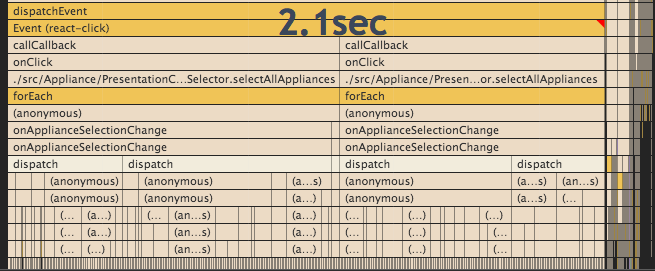 dispatchEvent
2.1sec
Event (react-click)
callCallback callCallback
onClick onClick
./src/Appliance/PresentationC...Selector.selectAllAppliances ./src/Appliance/Presen...or.selectAllAppliances
forEach forEach
(anonymous) (anonymous)
onApplianceSelectionChange onApplianceSelectionChange
onApplianceSelectionChange onApplianceSelectionChange
dispatch dispatch dispatch dispatch
(anonymous) (anonymous) (a...s) (anonymous) (a...s) (an...s)
(anonymous) (anonymous) (a...) (anonymous) (a...s) (...
(... (a...) (... (an...s) (a...) (... (...) (...
(... (...) (an...s) (a...) (... (...) (...
(... (a...) (an...s) (a...) (... (...) (...